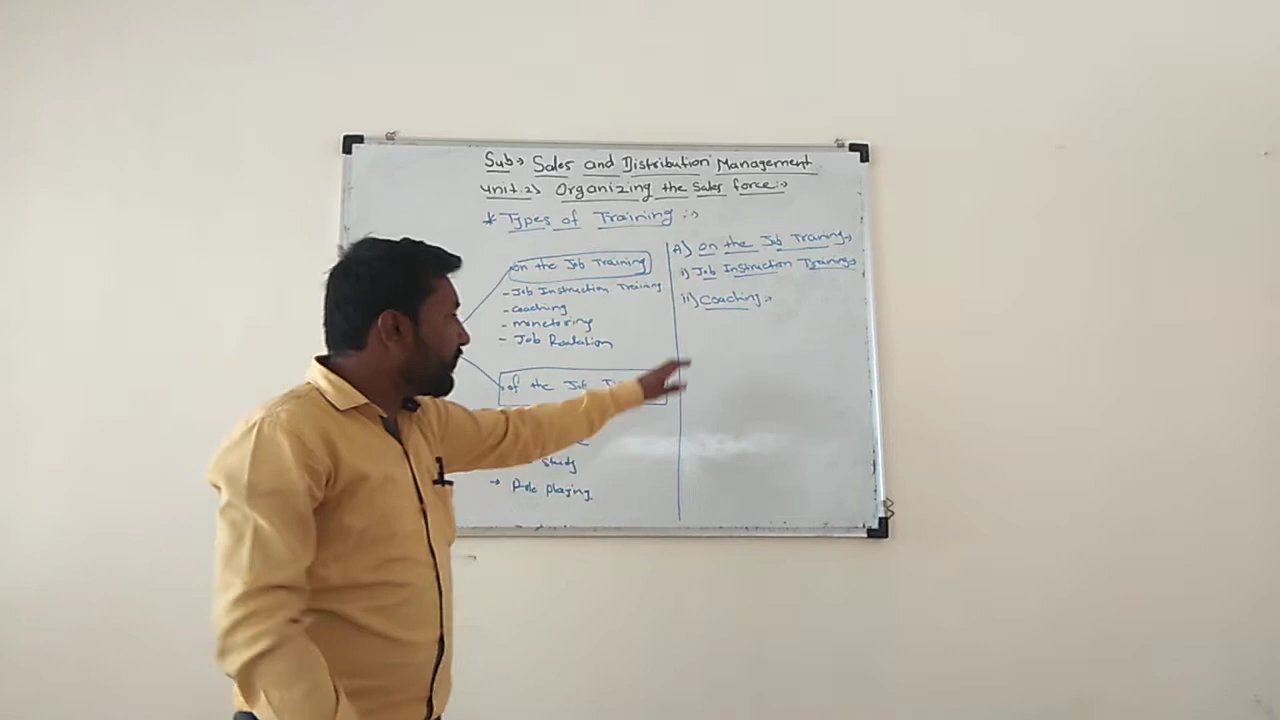 Sub→ Sales and Distribution Management
Unit.2) Organizing the Sales force:→
* Types of Training :→
on the Job Training
- Job Instruction Training
- Coaching
- Monetoring
- Job Roatation
of the Job
Study
→ Role Playing
A) on the Job Training:→
i) Job Instruction Training:→
ii) Coaching:→